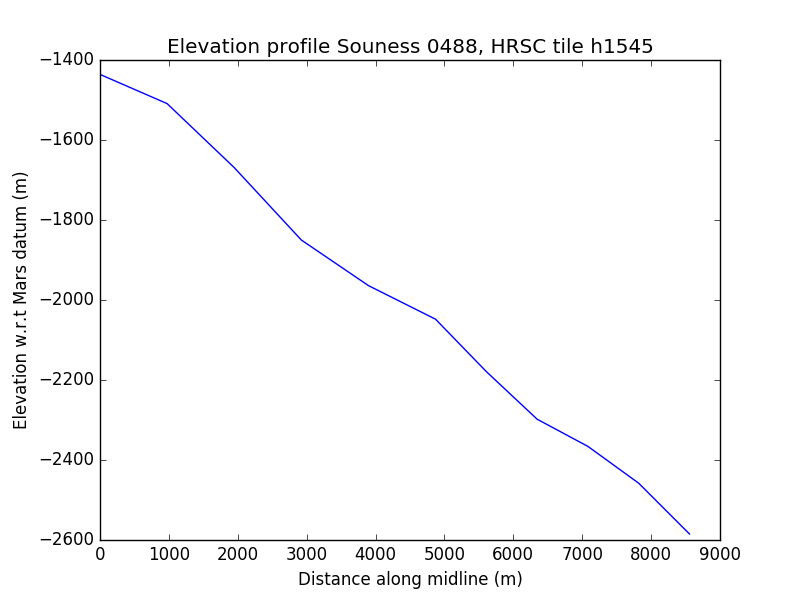 Elevation profile Souness 0488, HRSC tile h1545
−1400
−1600
−1800
−2000
−2200
−2400
−2600
Elevation w.r.t Mars datum (m)
0 1000 2000 3000 4000 5000 6000 7000 8000 9000
Distance along midline (m)